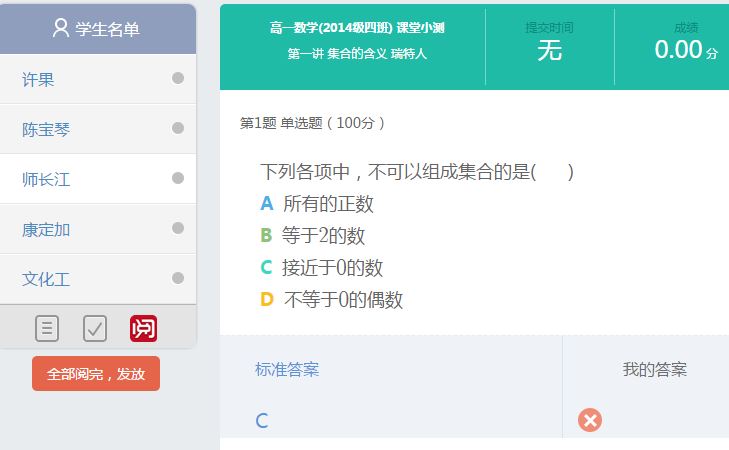 学生名单
许果
陈宝琴
师长江
康定加
文化工
阅
全部阅完，发放
高一数学(2014级四班) 课堂小测
第一讲 集合的含义 瑞特人
提交时间
无
成绩
0.00 分
第1题 单选题（100分）
下列各项中，不可以组成集合的是( )
A 所有的正数
B 等于2的数
C 接近于0的数
D 不等于0的偶数
标准答案
C
我的答案